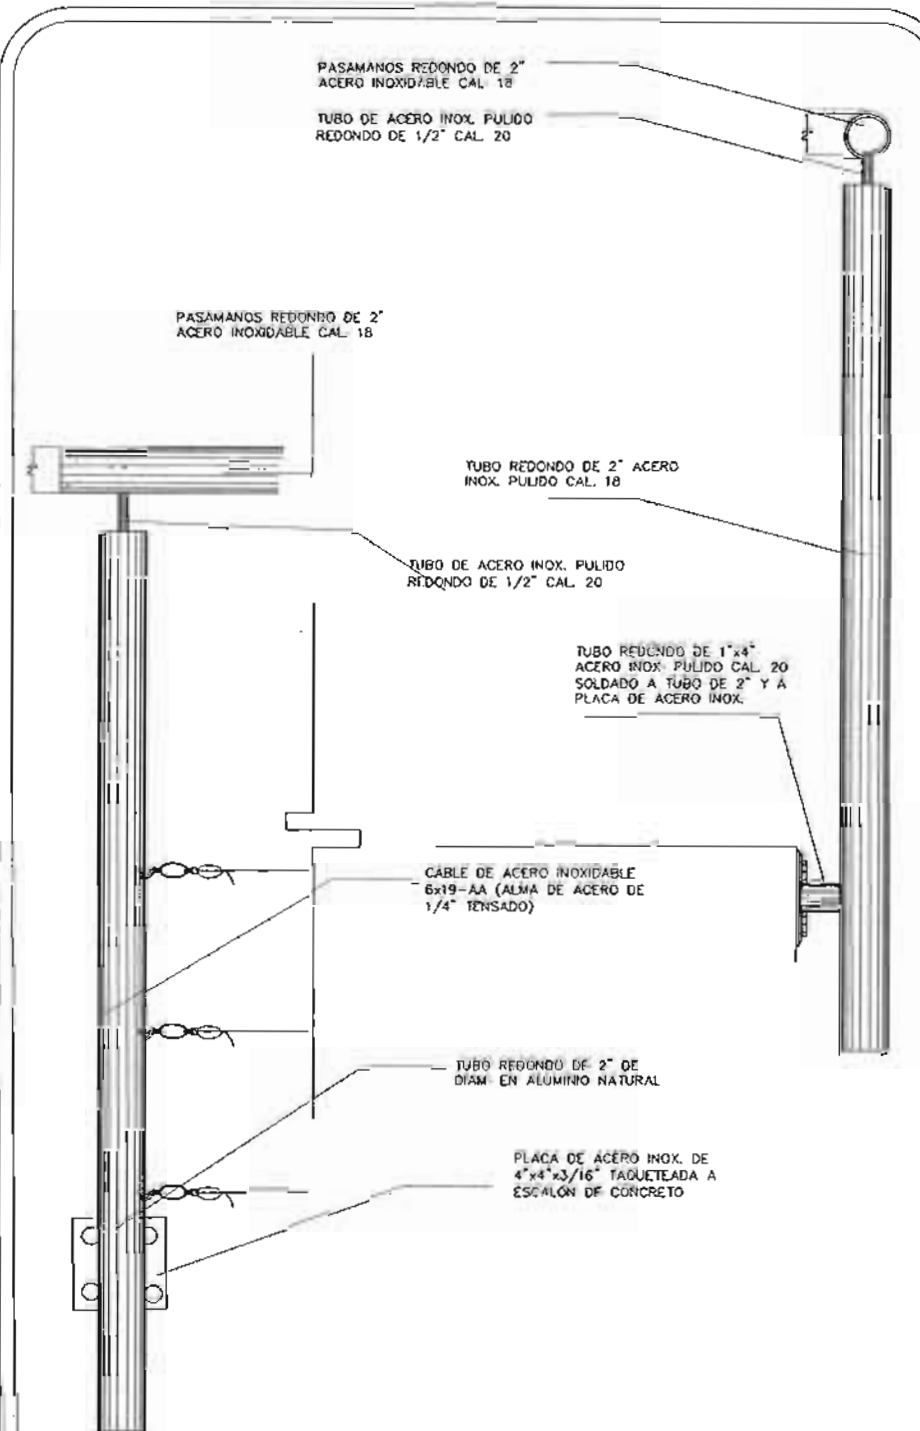 PASAMANOS REDONDO DE 2"
ACERO INOXIDABLE CAL. 18
TUBO DE ACERO INOX. PULIDO
REDONDO DE 1/2" CAL. 20
2"
PASAMANOS REDONDO DE 2"
ACERO INOXIDABLE CAL. 18
2"
TUBO REDONDO DE 2" ACERO
INOX. PULIDO CAL. 18
TUBO DE ACERO INOX. PULIDO
REDONDO DE 1/2" CAL. 20
TUBO REDONDO DE 1"x4"
ACERO INOX. PULIDO CAL. 20
SOLDADO A TUBO DE 2" Y A
PLACA DE ACERO INOX.
CABLE DE ACERO INOXIDABLE
6x19-AA (ALMA DE ACERO DE
1/4" TENSADO)
TUBO REDONDO DE 2" DE
DIAM. EN ALUMINIO NATURAL
PLACA DE ACERO INOX. DE
4"x4"x3/16" TAQUETEADA A
ESCALÓN DE CONCRETO